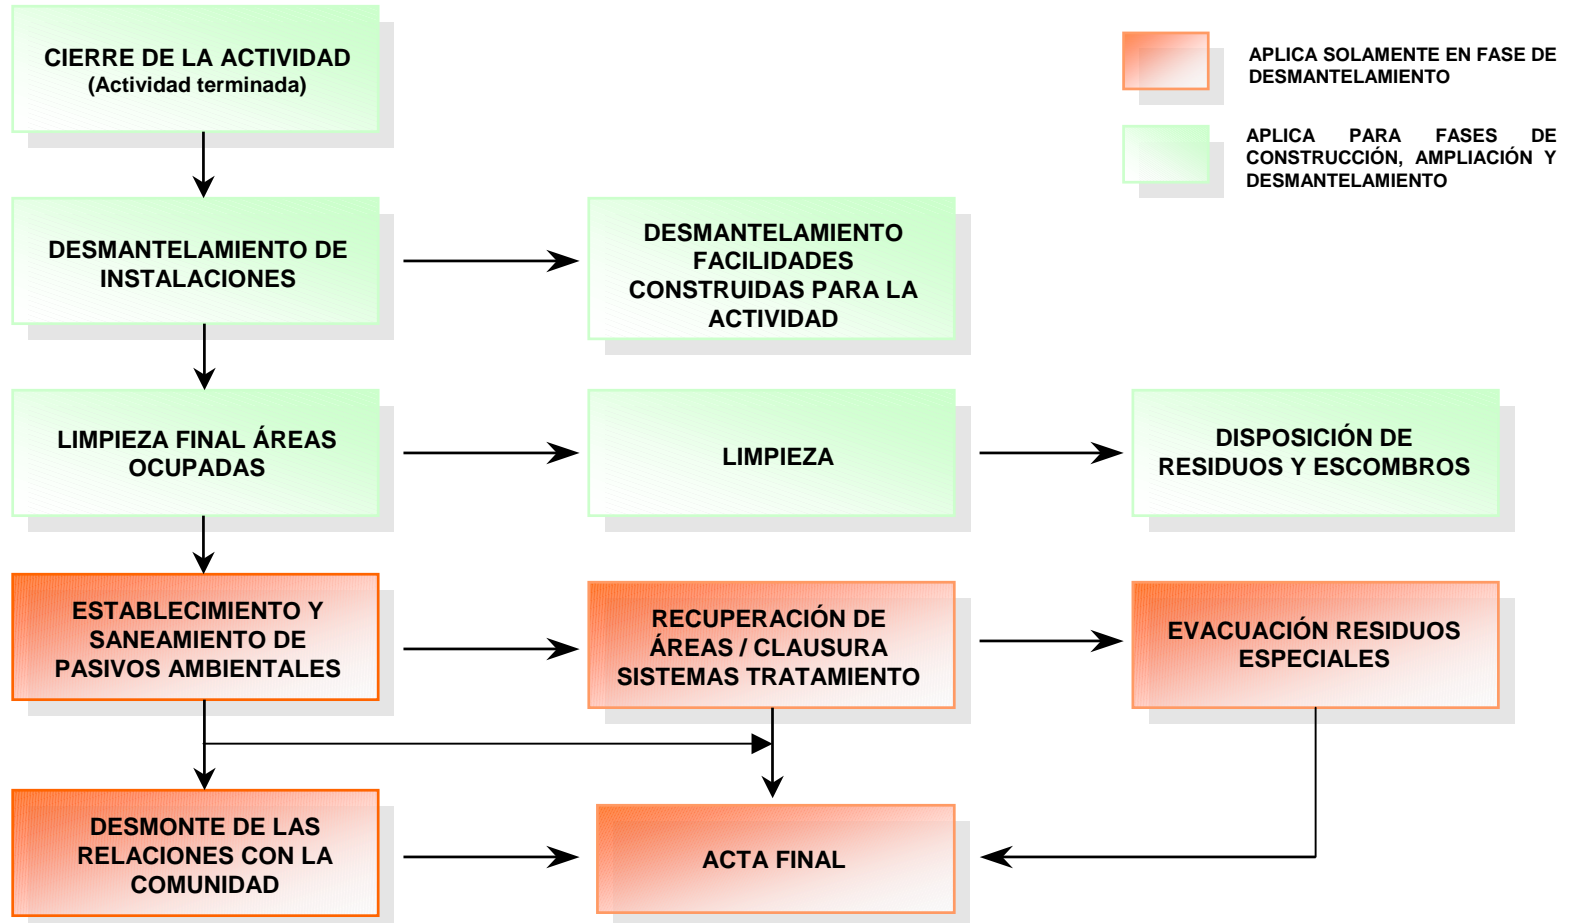 CIERRE DE LA ACTIVIDAD
(Actividad terminada)
APLICA SOLAMENTE EN FASE DE
DESMANTELAMIENTO
APLICA PARA FASES DE
CONSTRUCCIÓN, AMPLIACIÓN Y
DESMANTELAMIENTO
DESMANTELAMIENTO DE
INSTALACIONES
DESMANTELAMIENTO
FACILIDADES
CONSTRUIDAS PARA LA
ACTIVIDAD
LIMPIEZA FINAL ÁREAS
OCUPADAS
LIMPIEZA
DISPOSICIÓN DE
RESIDUOS Y ESCOMBROS
ESTABLECIMIENTO Y
SANEAMIENTO DE
PASIVOS AMBIENTALES
RECUPERACIÓN DE
ÁREAS / CLAUSURA
SISTEMAS TRATAMIENTO
EVACUACIÓN RESIDUOS
ESPECIALES
DESMONTE DE LAS
RELACIONES CON LA
COMUNIDAD
ACTA FINAL